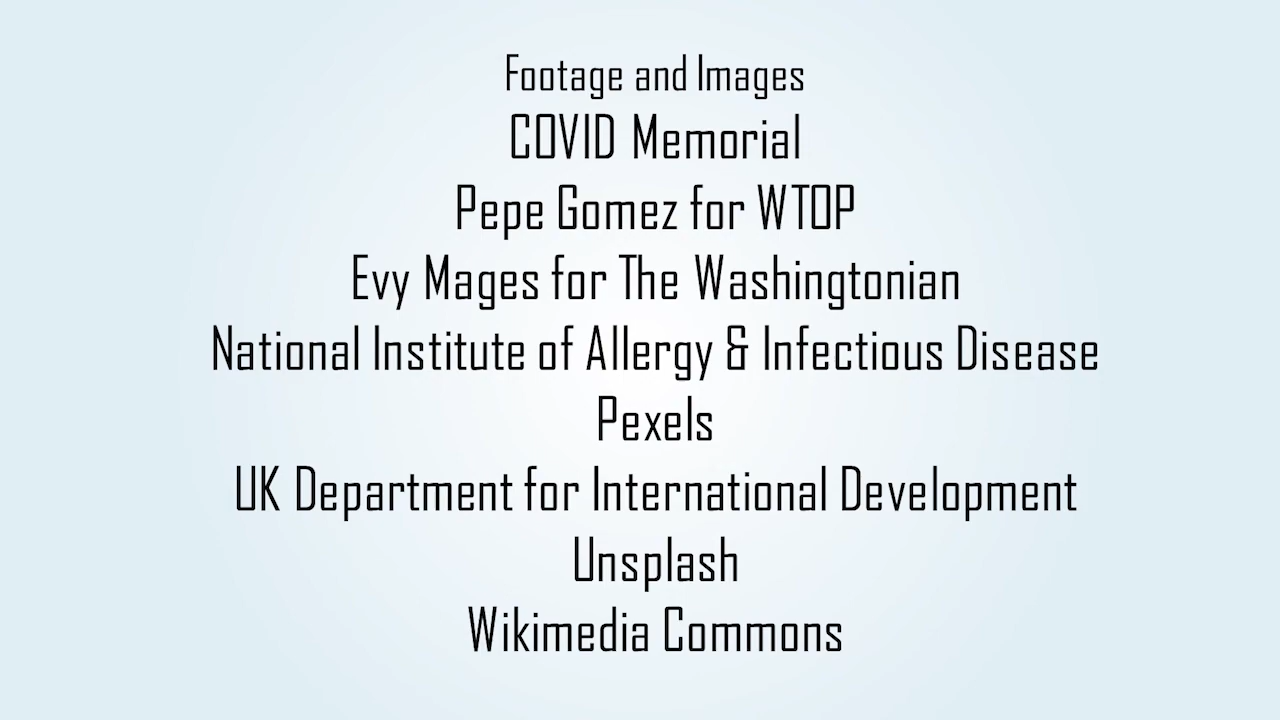 Footage and Images
COVID Memorial
Pepe Gomez for WTOP
Evy Mages for The Washingtonian
National Institute of Allergy & Infectious Disease
Pexels
UK Department for International Development
Unsplash
Wikimedia Commons